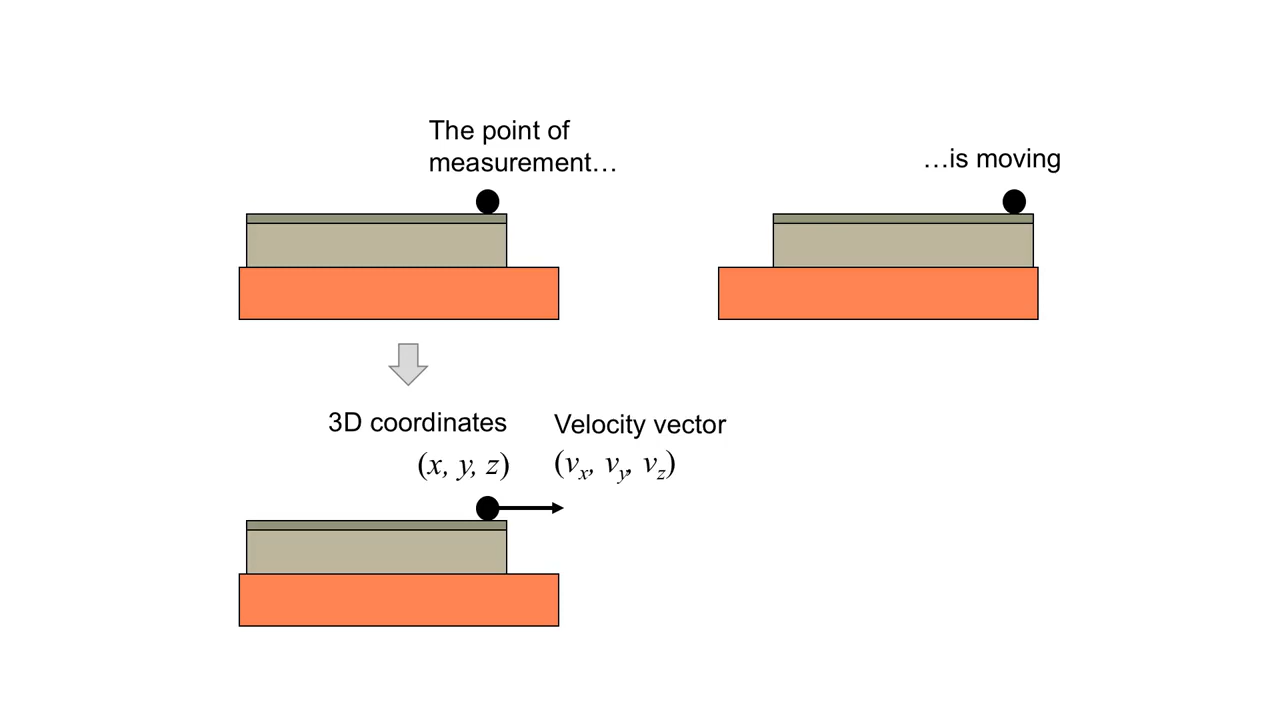 The point of
measurement…
…is moving
3D coordinates
Velocity vector
(x, y, z)
(vx, vy, vz)